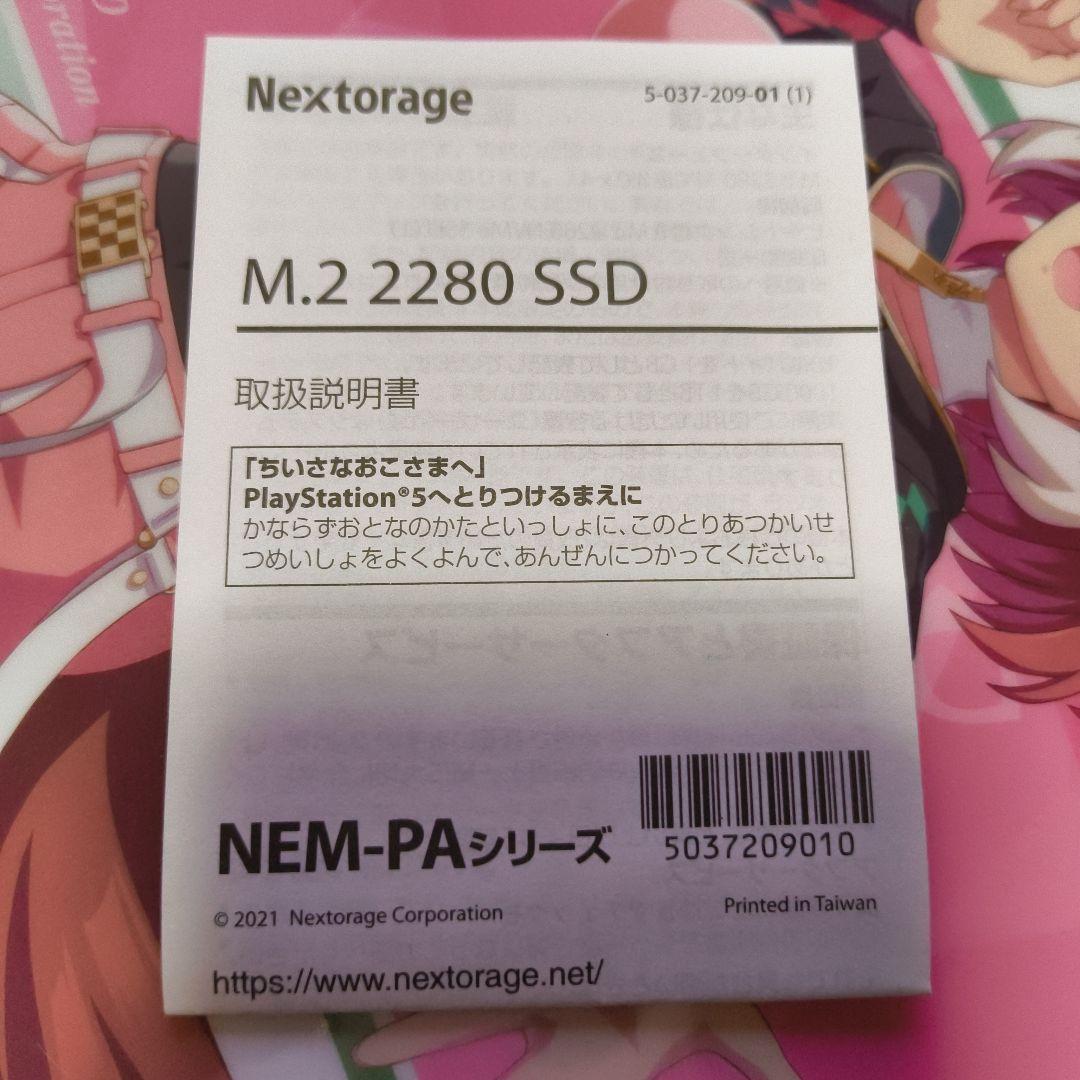 ration
Nextorage
5-037-209-01 (1)
M.2 2280 SSD
取扱説明書
「ちいさなおこさまへ」
PlayStation®5へとりつけるまえに
かならずおとなのかたといっしょに、このとりあつかいせ
つめいしょをよくよんで、あんぜんにつかってください。
NEM-PAシリーズ
5037209010
© 2021 Nextorage Corporation
Printed in Taiwan
https://www.nextorage.net/